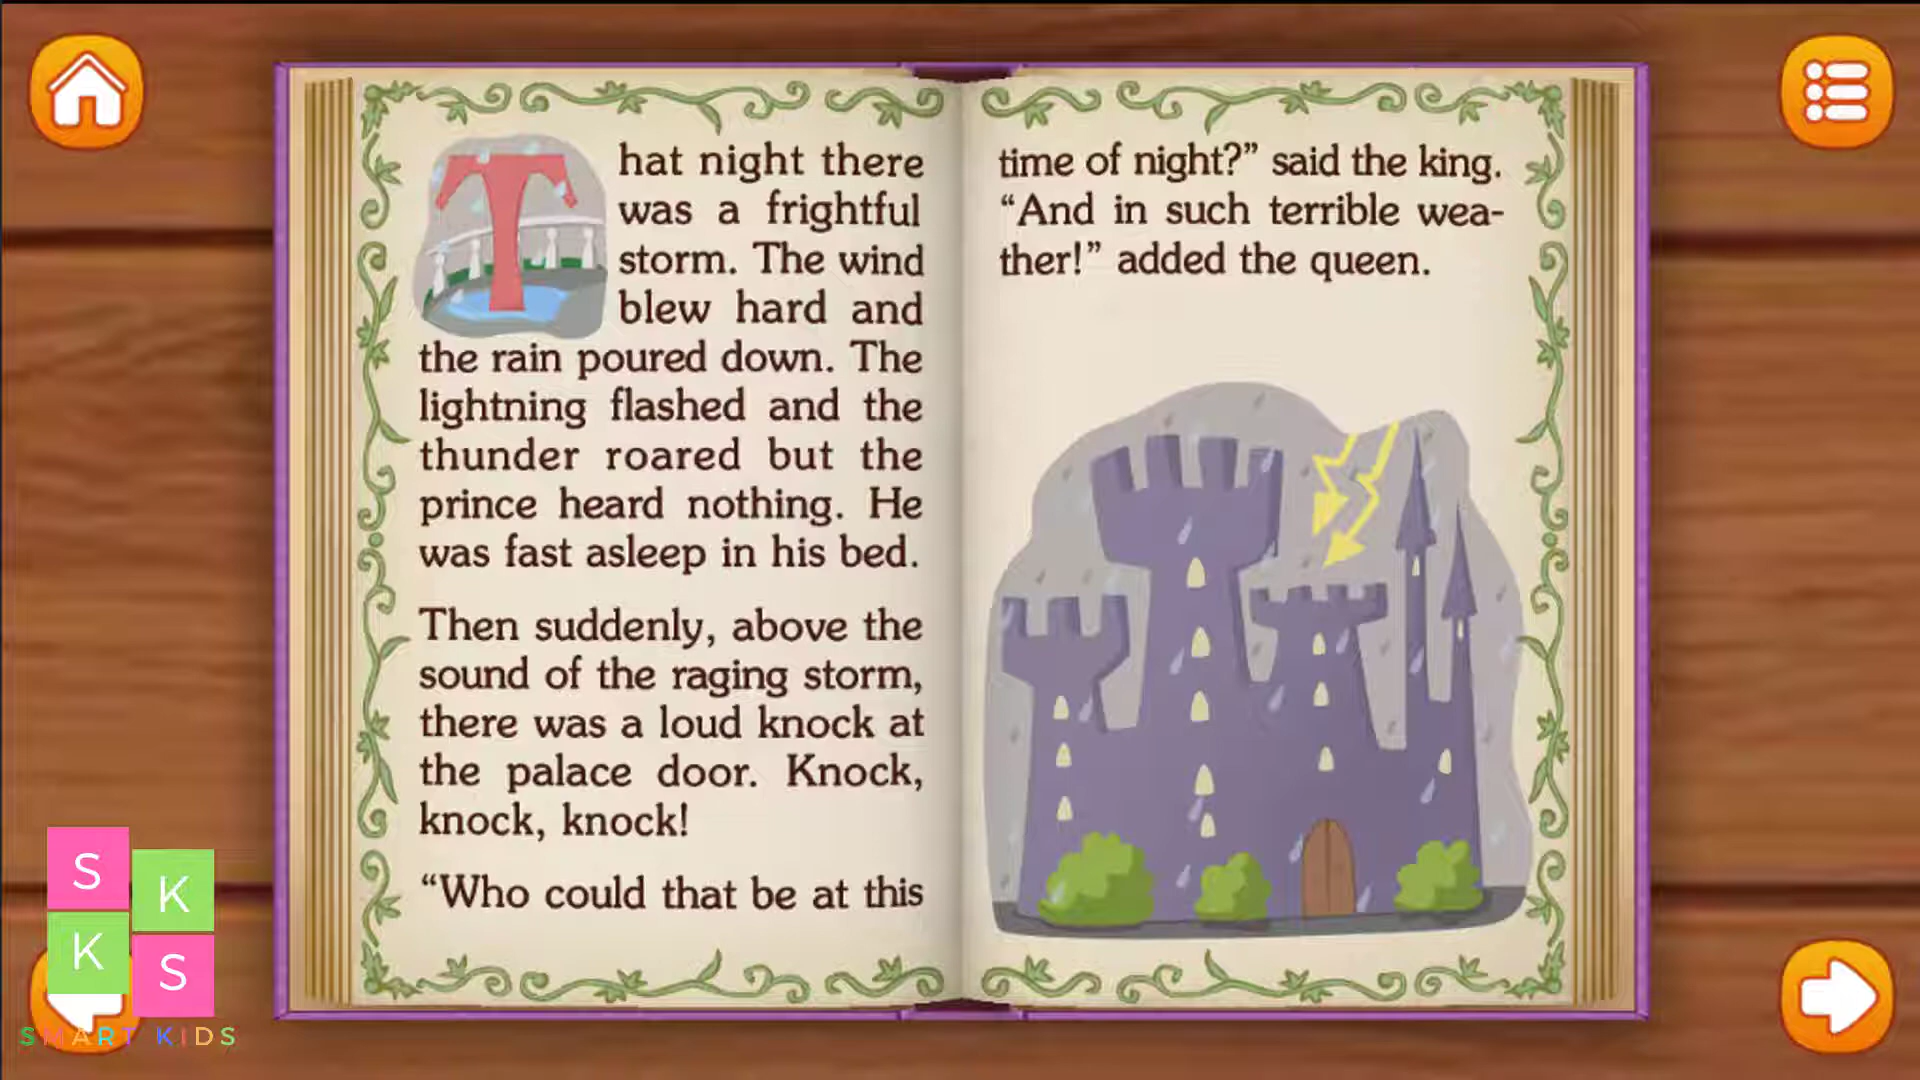 That night there
was a frightful
storm. The wind
blew hard and
the rain poured down. The
lightning flashed and the
thunder roared but the
prince heard nothing. He
was fast asleep in his bed.
Then suddenly, above the
sound of the raging storm,
there was a loud knock at
the palace door. Knock,
knock, knock!
“Who could that be at this
time of night?” said the king.
“And in such terrible wea-
ther!” added the queen.
S K
K S
SMART KIDS